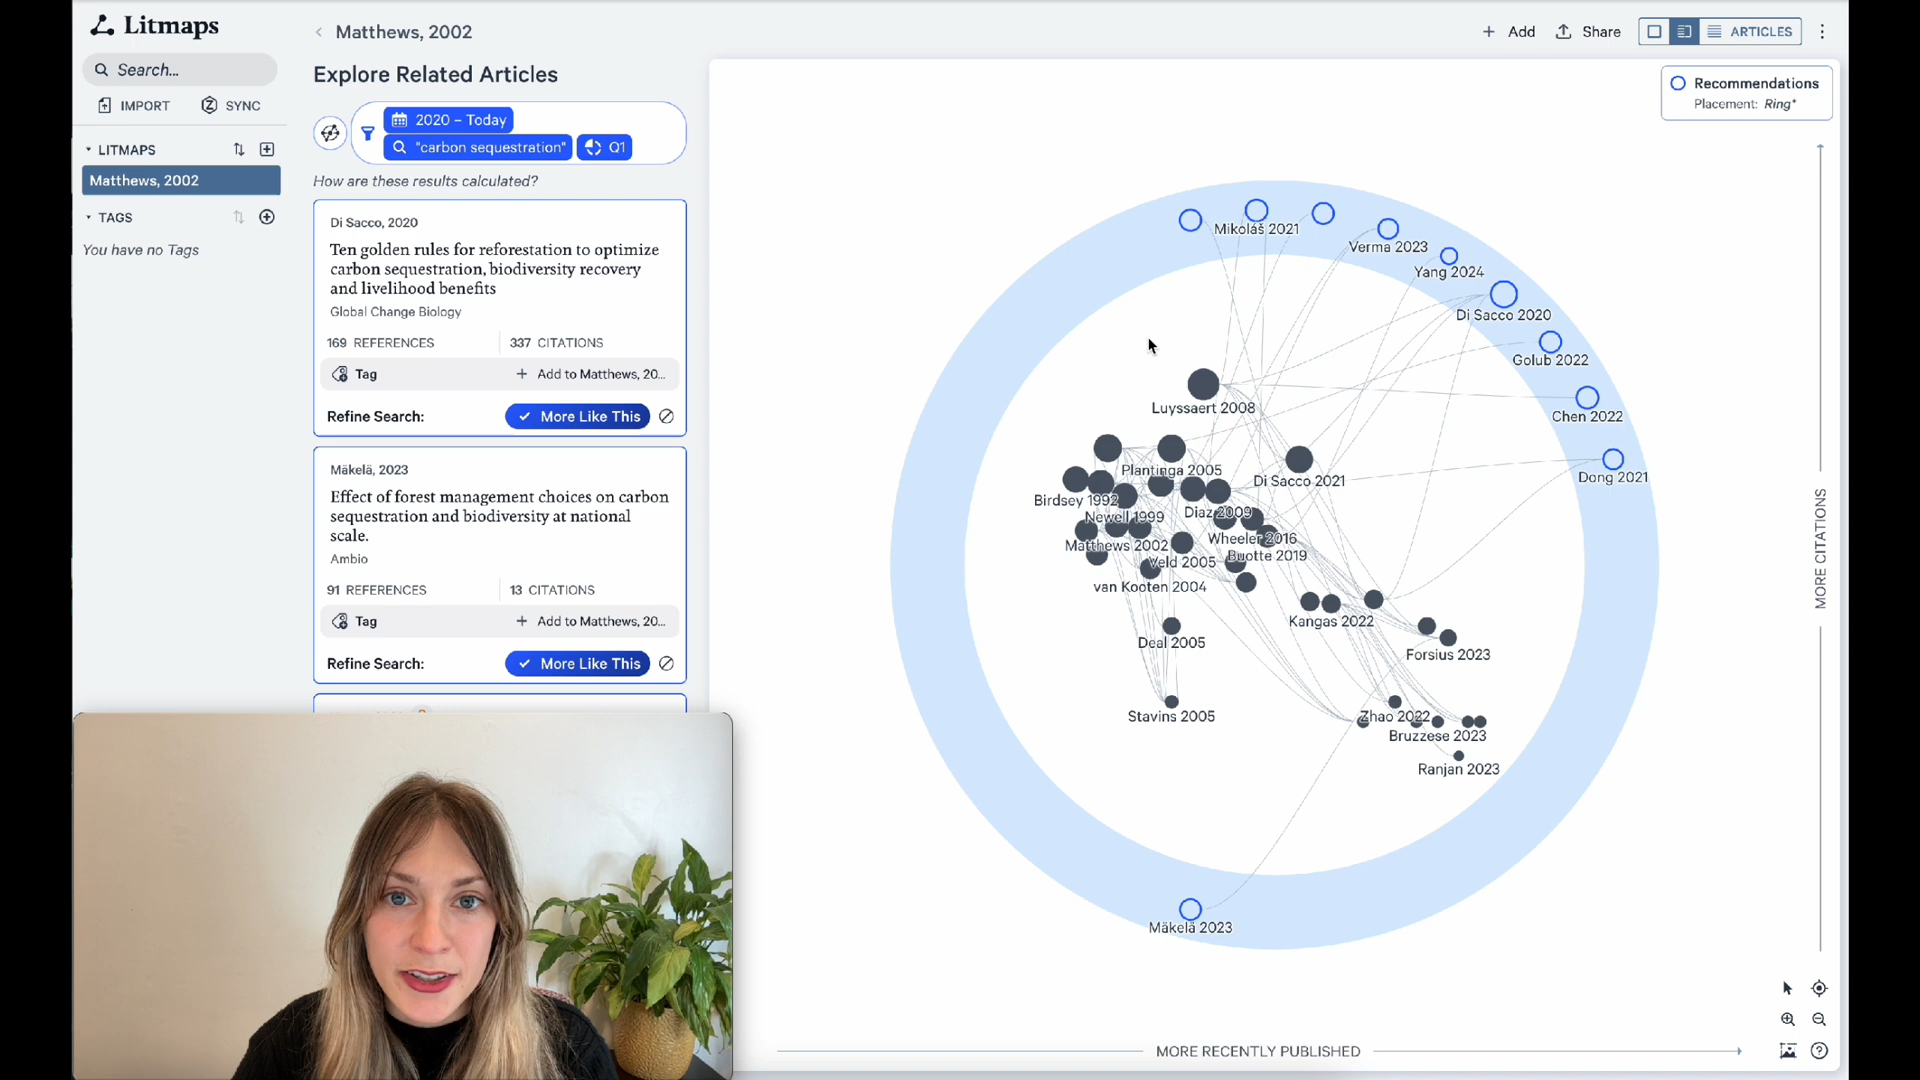 Litmaps
Search...
IMPORT
SYNC
LITMAPS
Matthews, 2002
TAGS
You have no Tags
Matthews, 2002
Add
Share
ARTICLES
Explore Related Articles
2020 – Today
"carbon sequestration"
Q1
How are these results calculated?
Di Sacco, 2020
Ten golden rules for reforestation to optimize
carbon sequestration, biodiversity recovery
and livelihood benefits
Global Change Biology
169 REFERENCES
337 CITATIONS
Tag
+ Add to Matthews, 20...
Refine Search:
More Like This
Mäkelä, 2023
Effect of forest management choices on carbon
sequestration and biodiversity at national
scale.
Ambio
91 REFERENCES
13 CITATIONS
Tag
+ Add to Matthews, 20...
Refine Search:
More Like This
Recommendations
Placement: Ring*
Mikoláš 2021
Verma 2023
Yang 2024
Di Sacco 2020
Golub 2022
Chen 2022
Dong 2021
Luyssaert 2008
Plantinga 2005
Di Sacco 2021
Birdsey 1992
Newell 1999
Diaz 2009
Wheeler 2016
Matthews 2002
Veld 2005
Buotte 2019
van Kooten 2004
Kangas 2022
Deal 2005
Forsius 2023
Stavins 2005
Zhao 2022
Bruzzese 2023
Ranjan 2023
Mäkelä 2023
MORE CITATIONS
MORE RECENTLY PUBLISHED